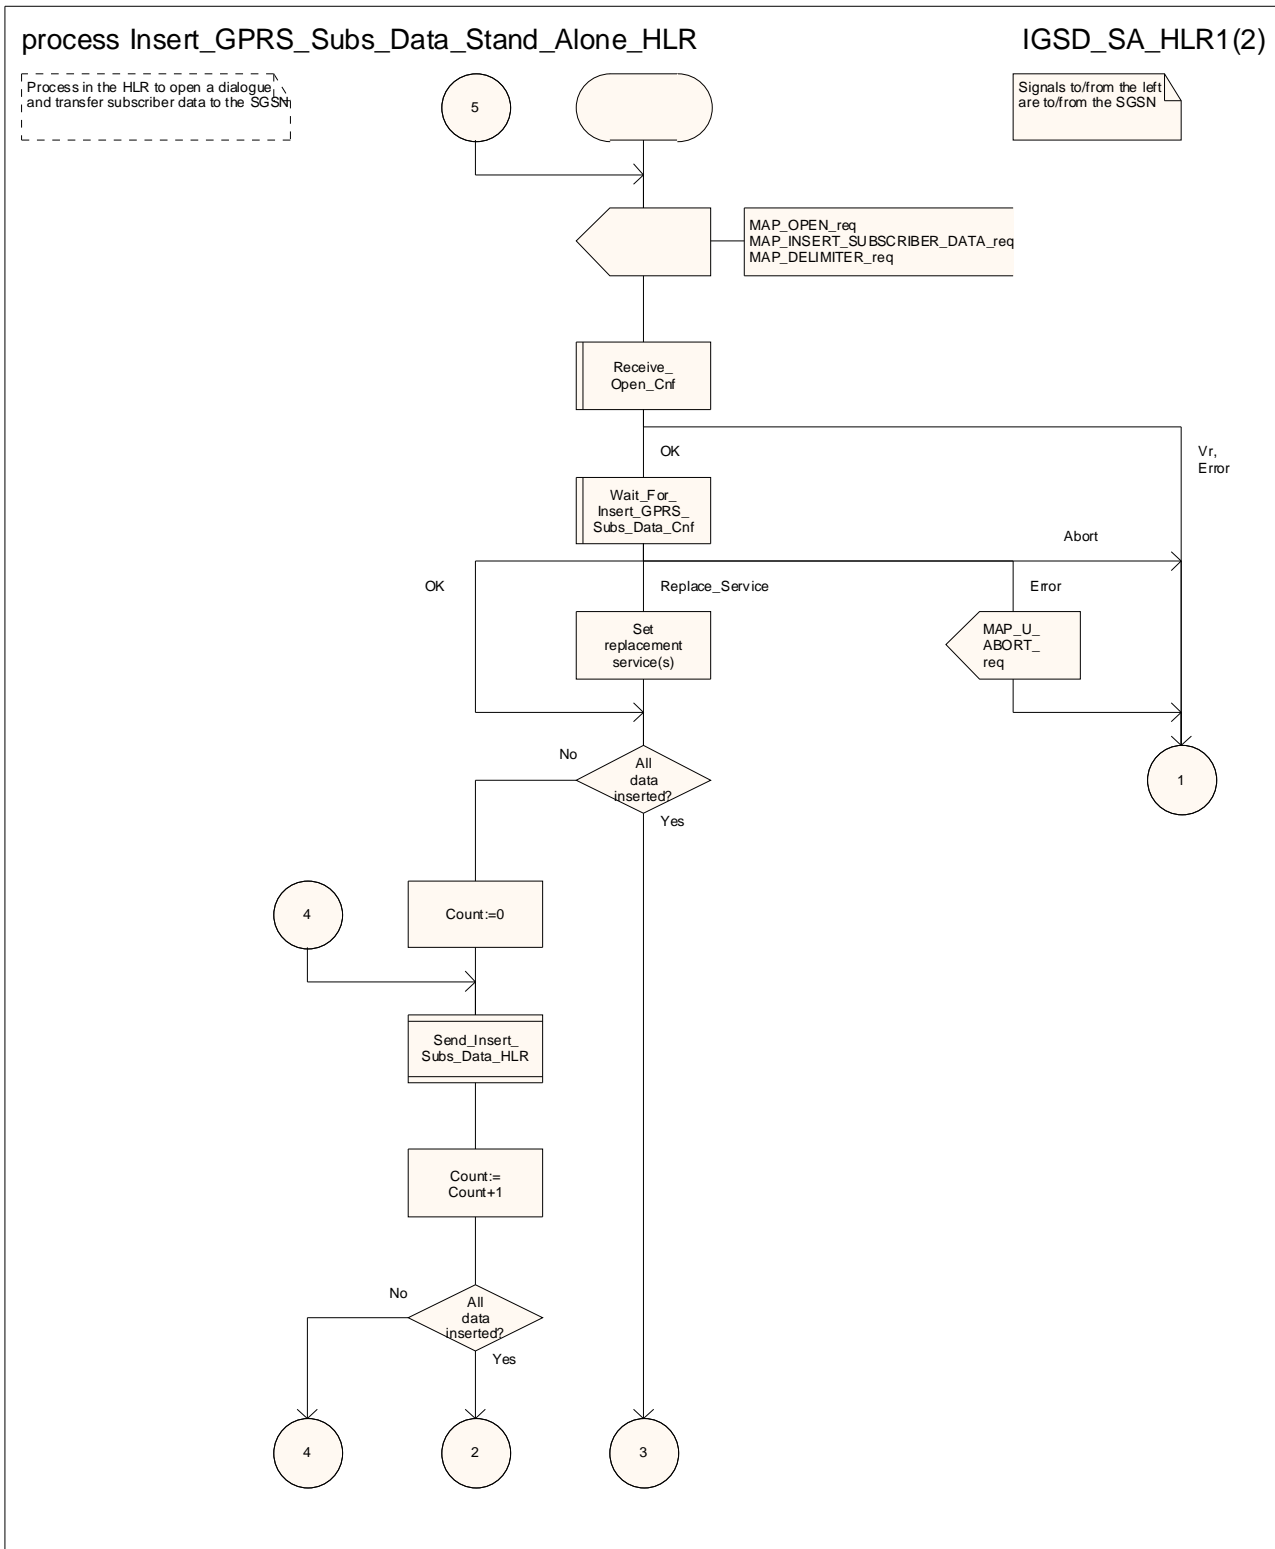 process Insert_GPRS_Subs_Data_Stand_Alone_HLR
IGSD_SA_HLR1(2)
Process in the HLR to open a dialogue
and transfer subscriber data to the SGSN
5
Signals to/from the left
are to/from the SGSN
MAP_OPEN_req
MAP_INSERT_SUBSCRIBER_DATA_req
MAP_DELIMITER_req
Receive_
Open_Cnf
OK
Vr,
Error
Wait_For_
Insert_GPRS_
Subs_Data_Cnf
Abort
OK
Replace_Service
Error
Set
replacement
service(s)
MAP_U_
ABORT_
req
No
All
data
inserted?
Yes
1
4
Count:=0
Send_Insert_
Subs_Data_HLR
Count:=
Count+1
No
All
data
inserted?
Yes
4
2
3